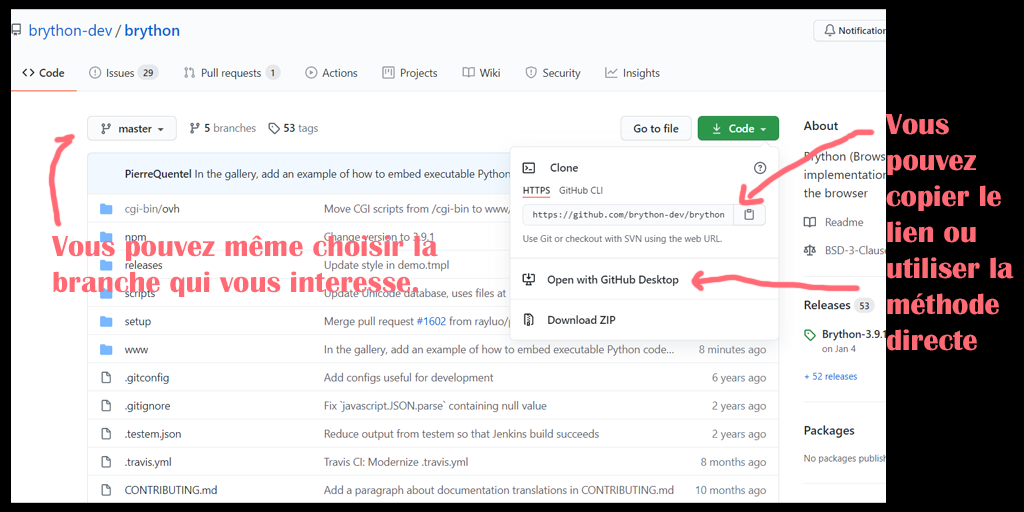 brython-dev / brython
Notification
Code
Issues 29
Pull requests 1
Actions
Projects
Wiki
Security
Insights
master
5 branches
53 tags
Go to file
Code
About
PierreQuentel In the gallery, add an example of how to embed executable Python
Clone
HTTPS GitHub CLI
https://github.com/brython-dev/brython
Use Git or checkout with SVN using the web URL.
Open with GitHub Desktop
Download ZIP
cgi-bin/ovh Move CGI scripts from /cgi-bin to www/
npm Change version to 3.9.1
releases Update style in demo.tmpl
scripts Update Unicode database, uses files at
setup Merge pull request #1602 from rayluo/p
www In the gallery, add an example of how to embed executable Python code... 8 minutes ago
.gitconfig Add configs useful for development 6 years ago
.gitignore Fix `javascript.JSON.parse` containing null value 2 years ago
.testem.json Reduce output from testem so that Jenkins build succeeds 2 years ago
.travis.yml Travis CI: Modernize .travis.yml 8 months ago
CONTRIBUTING.md Add a paragraph about documentation translations in CONTRIBUTING.md 10 months ago
Brython (Brows
implementation
the browser
Readme
BSD-3-Clause
Releases 53
Brython-3.9.1
on Jan 4
+ 52 releases
Packages
No packages publish
Vous pouvez même choisir la
branche qui vous interesse.
Vous
pouvez
copier le
lien ou
utiliser la
méthode
directe